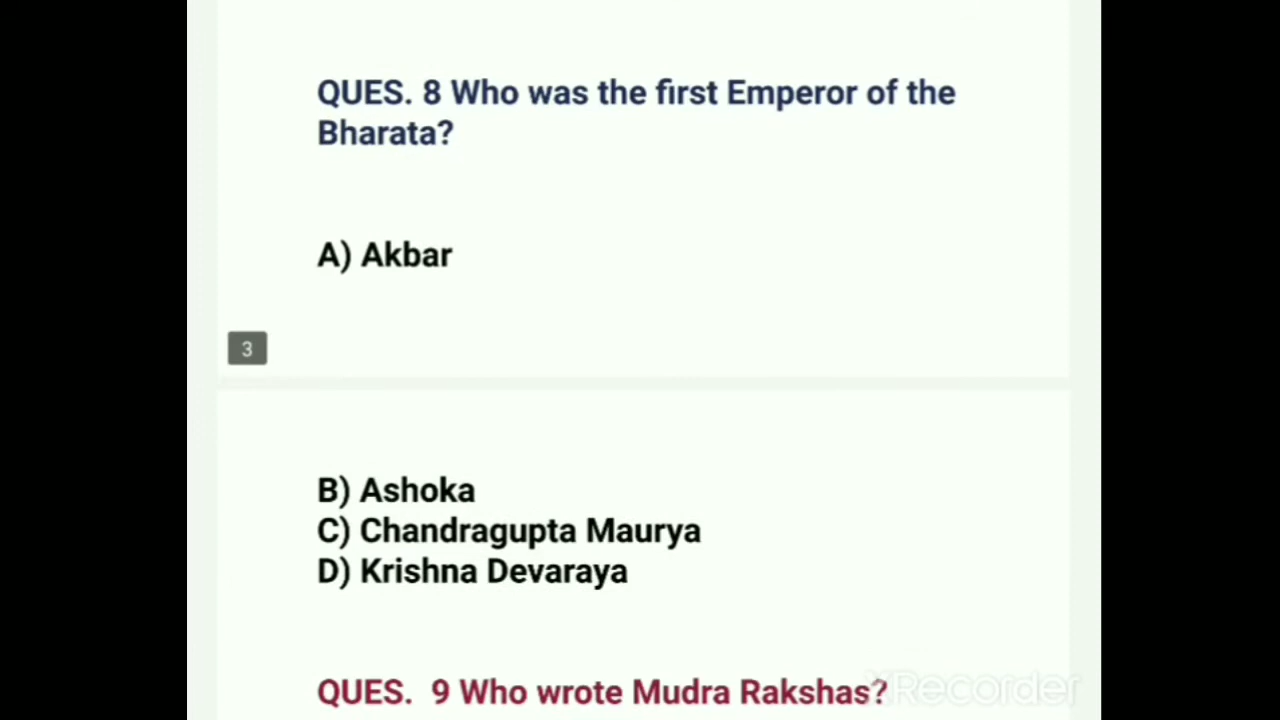 QUES. 8 Who was the first Emperor of the
Bharata?
A) Akbar
3
B) Ashoka
C) Chandragupta Maurya
D) Krishna Devaraya
QUES. 9 Who wrote Mudra Rakshas?
XRecorder